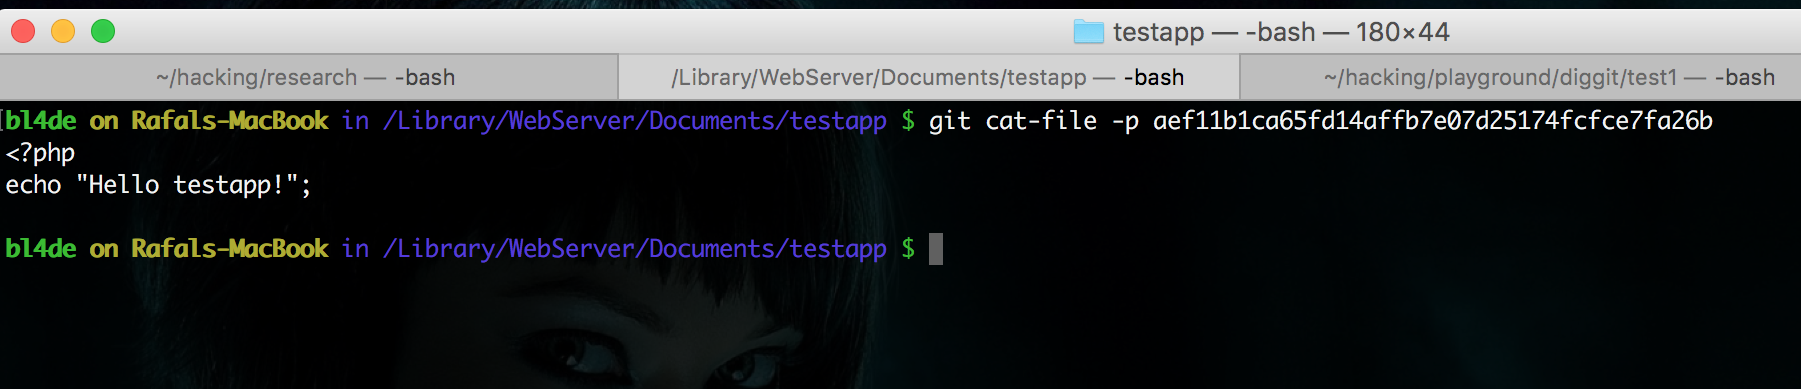 testapp — -bash — 180×44
~/hacking/research — -bash
/Library/WebServer/Documents/testapp — -bash
~/hacking/playground/diggit/test1 — -bash
bl4de on Rafals-MacBook in /Library/WebServer/Documents/testapp $ git cat-file -p aef11b1ca65fd14affb7e07d25174fcfce7fa26b
<?php
echo "Hello testapp!";
bl4de on Rafals-MacBook in /Library/WebServer/Documents/testapp $